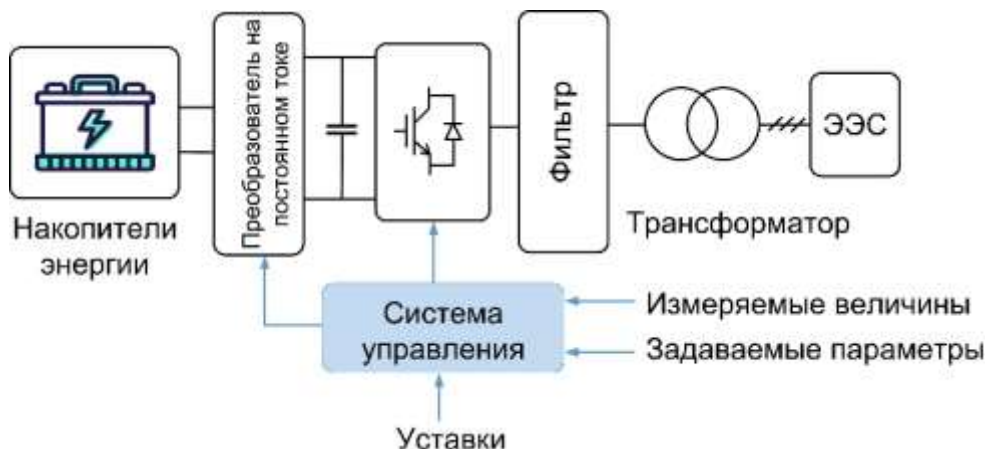 Накопители
энергии
Преобразователь на
постоянном токе
Фильтр
Трансформатор
ЭЭС
Система
управления
Измеряемые величины
Задаваемые параметры
Уставки